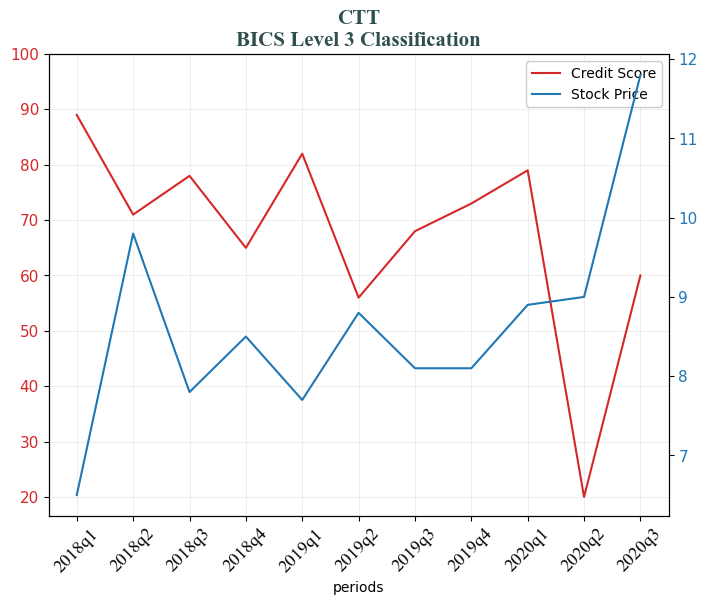 CTT
BICS Level 3 Classification
100
90
80
70
60
50
40
30
20
Credit Score
Stock Price
12
11
10
9
8
7
2018q1
2018q2
2018q3
2018q4
2019q1
2019q2
2019q3
2019q4
2020q1
2020q2
2020q3
periods